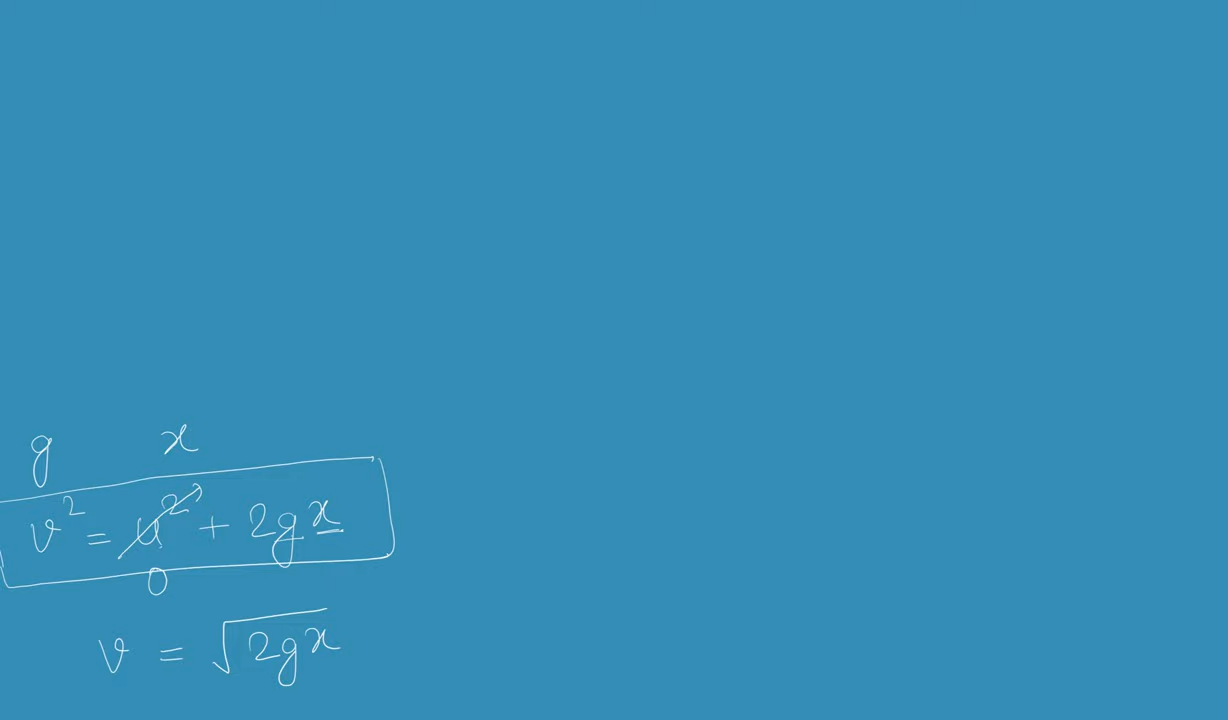 g x
v² = u² + 2gx
0
v = √2gx